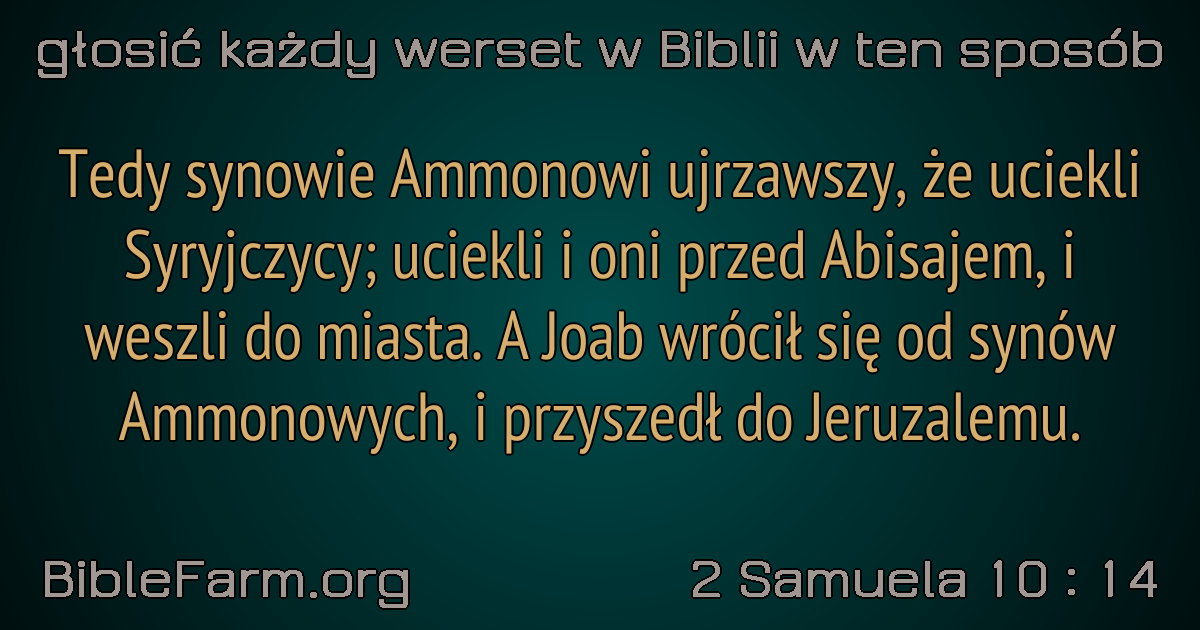 głosić każdy werset w Biblii w ten sposób
Tedy synowie Ammonowi ujrzawszy, że uciekli
Syryjczycy; uciekli i oni przed Abisajem, i
weszli do miasta. A Joab wrócił się od synów
Ammonowych, i przyszedł do Jeruzalemu.
BibleFarm.org
2 Samuela 10 : 14